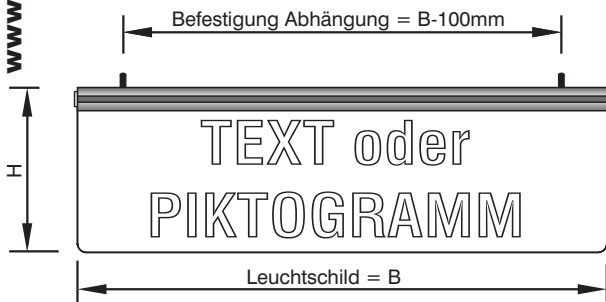 www
Befestigung Abhängung = B-100mm
H
TEXT oder
PIKTOGRAMM
Leuchtschild = B